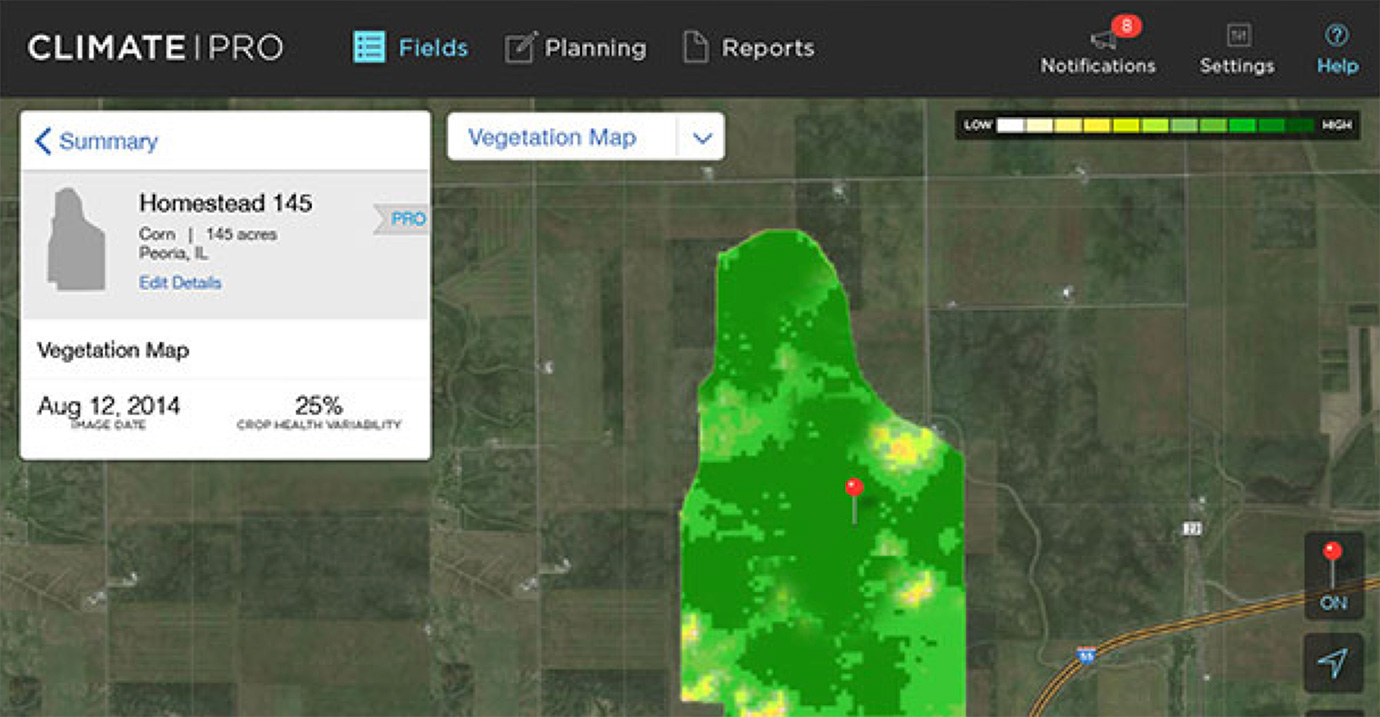 CLIMATE|PRO
Fields
Planning
Reports
8
Notifications
Settings
Help
Summary
Vegetation Map
LOW
HIGH
Homestead 145
PRO
Corn | 145 acres
Peoria, IL
Edit Details
Vegetation Map
Aug 12, 2014
IMAGE DATE
25%
CROP HEALTH VARIABILITY
ON
55